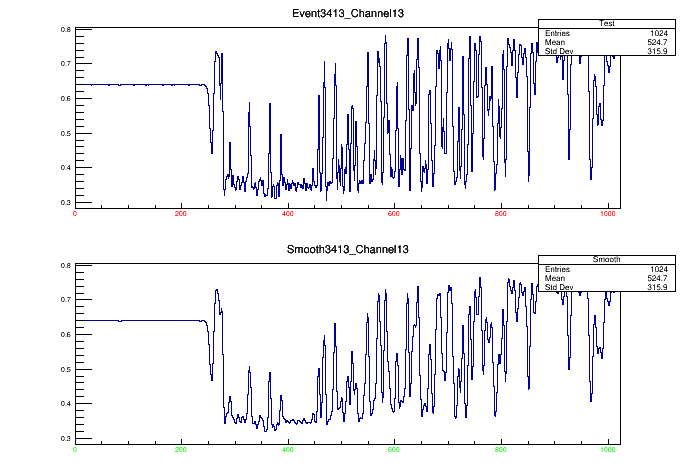 Event3413_Channel13
Test
Entries 1024
Mean 524.7
Std Dev 315.9
0.8
0.7
0.6
0.5
0.4
0.3
0 200 400 600 800 1000
Smooth3413_Channel13
Smooth
Entries 1024
Mean 524.7
Std Dev 315.9
0.8
0.7
0.6
0.5
0.4
0.3
0 200 400 600 800 1000